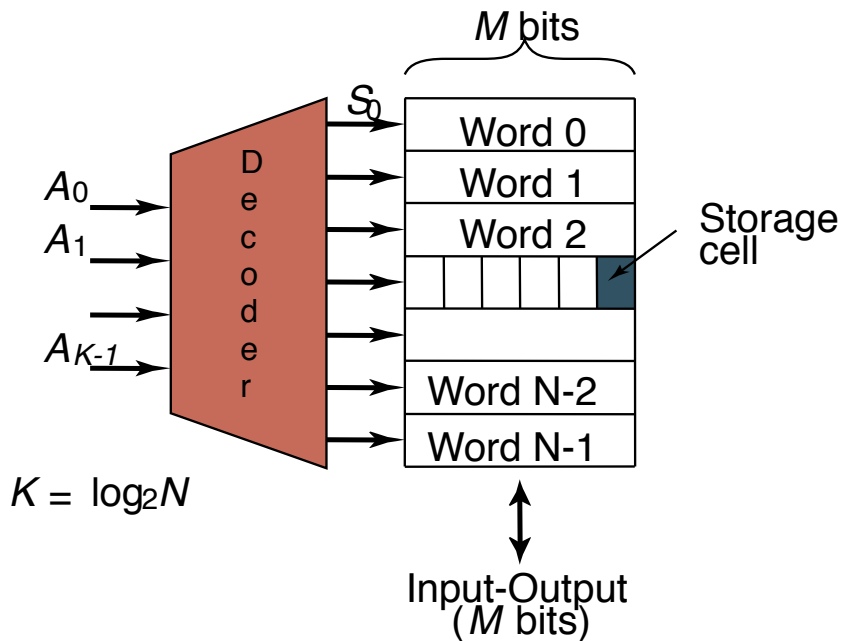 M bits
S0
Word 0
Decoder
Word 1
A0
Word 2
A1
Storage
cell
AK-1
Word N-2
Word N-1
K = log2N
Input-Output
(M bits)